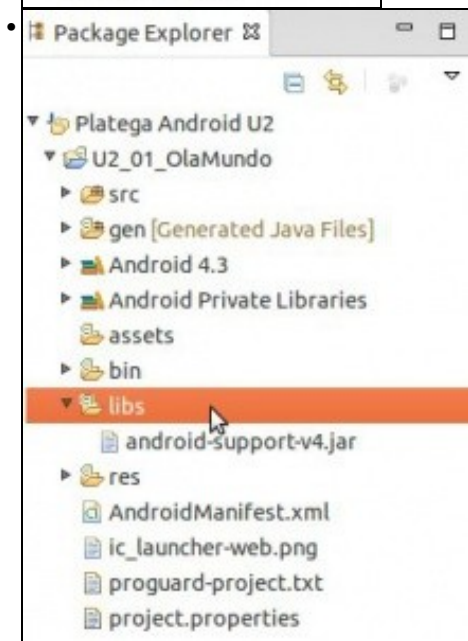 Package Explorer
Platega Android U2
U2_01_OlaMundo
src
gen [Generated Java Files]
Android 4.3
Android Private Libraries
assets
bin
libs
android-support-v4.jar
res
AndroidManifest.xml
ic_launcher-web.png
proguard-project.txt
project.properties